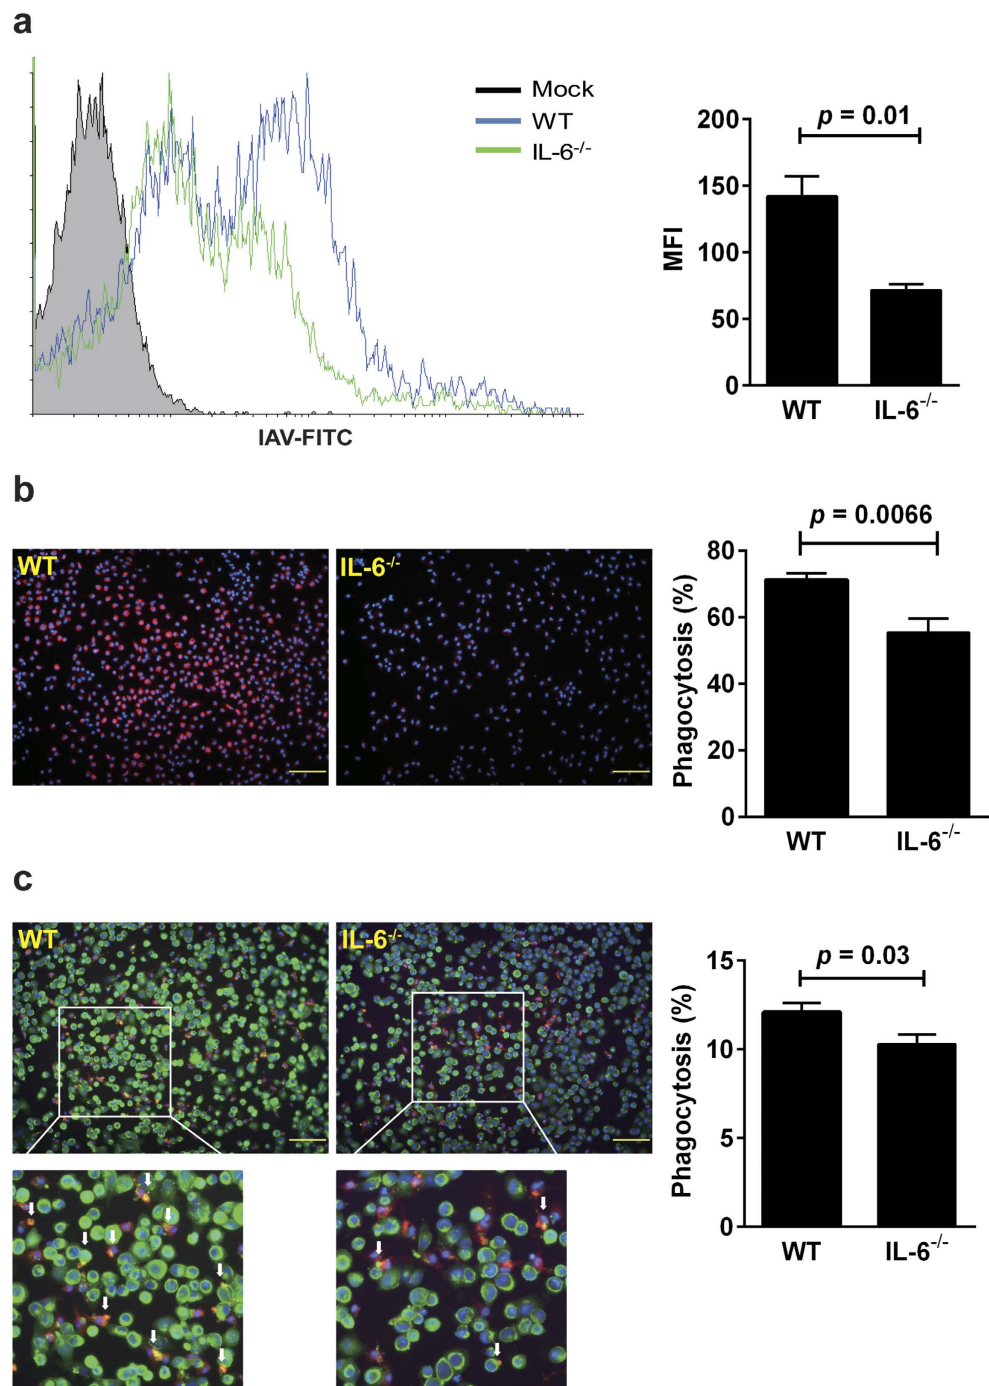 a
Mock
WT
IL-6-/-
IAV-FITC
p = 0.01
200
150
100
50
0
MFI
WT
IL-6-/-
b
WT
IL-6-/-
p = 0.0066
80
60
40
20
0
Phagocytosis (%)
WT
IL-6-/-
c
WT
IL-6-/-
p = 0.03
15
10
5
0
Phagocytosis (%)
WT
IL-6-/-